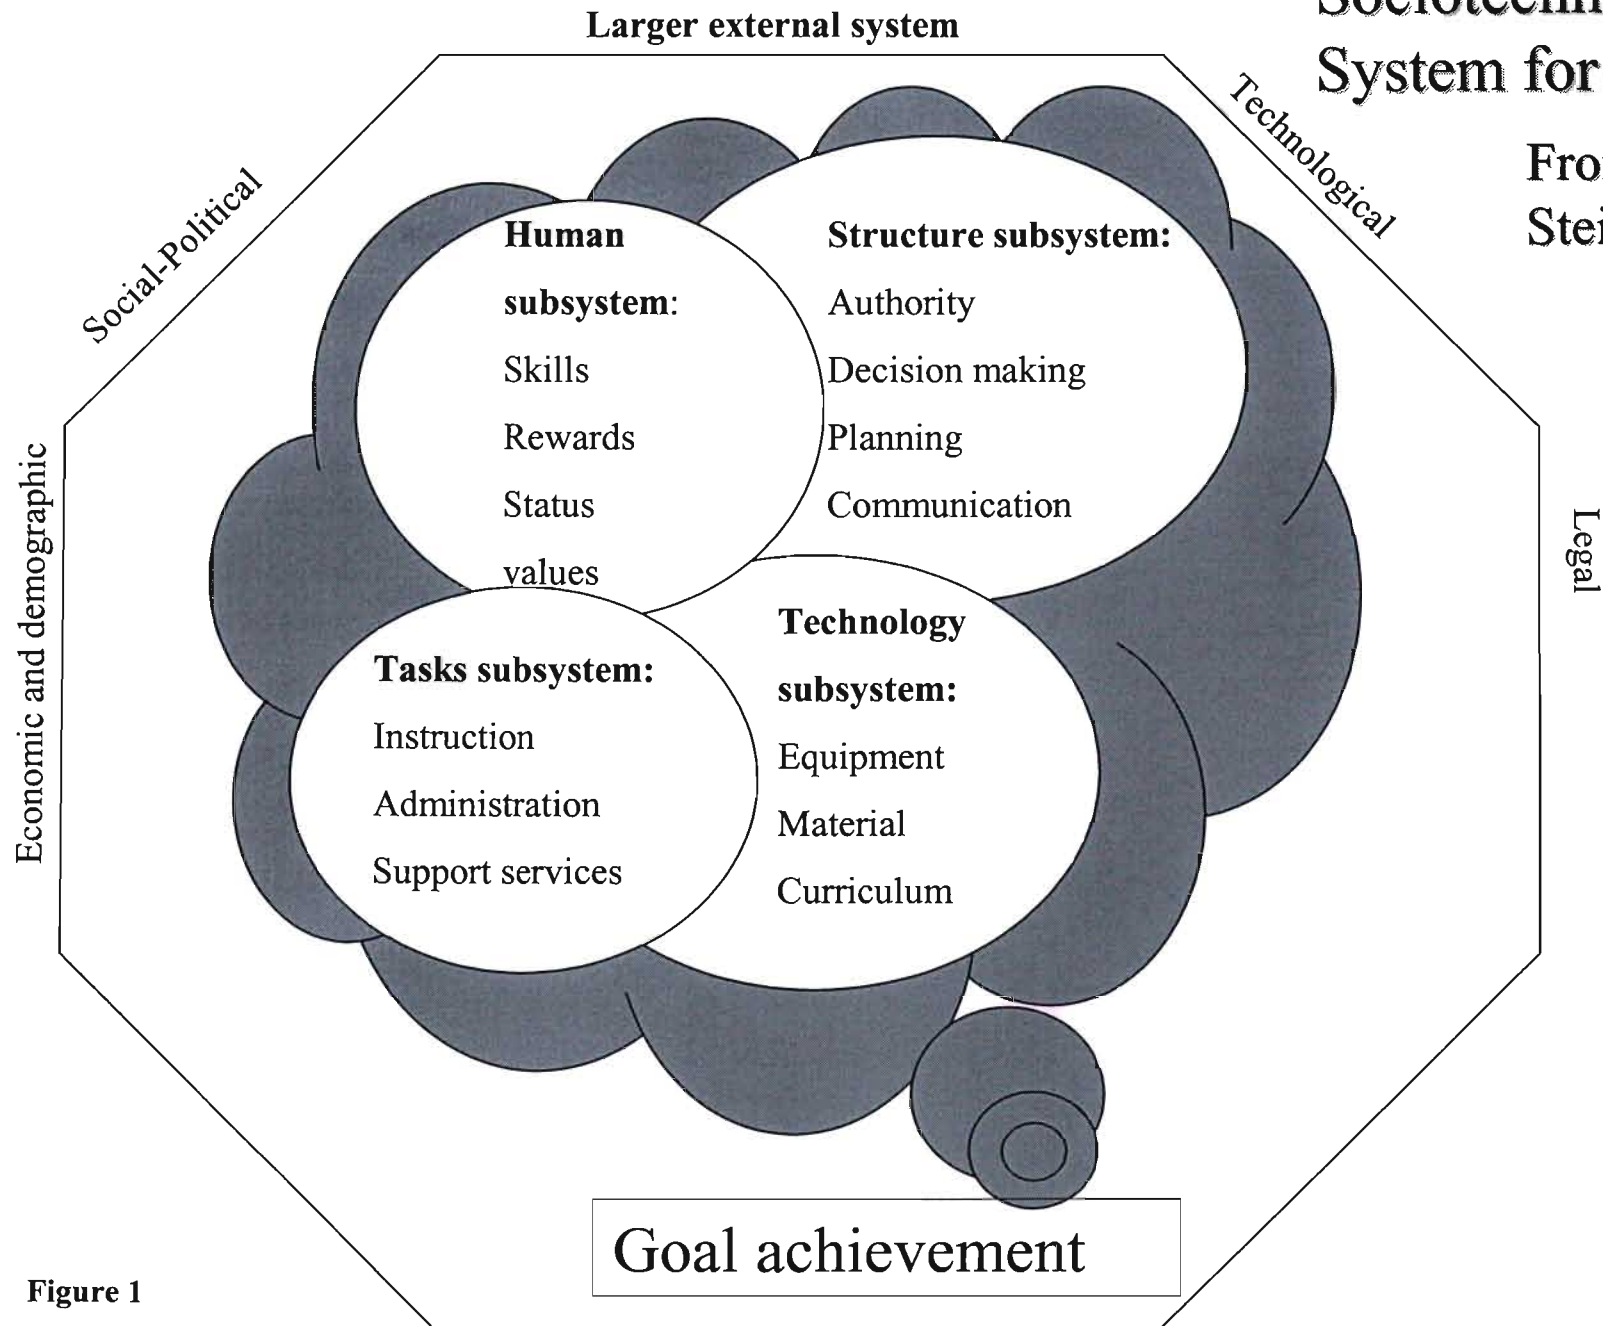 Larger external system
System for
Technological
Social-Political
Human
subsystem:
Skills
Rewards
Status
values
Structure subsystem:
Authority
Decision making
Planning
Communication
Economic and demographic
Legal
Tasks subsystem:
Instruction
Administration
Support services
Technology
subsystem:
Equipment
Material
Curriculum
Goal achievement
Figure 1